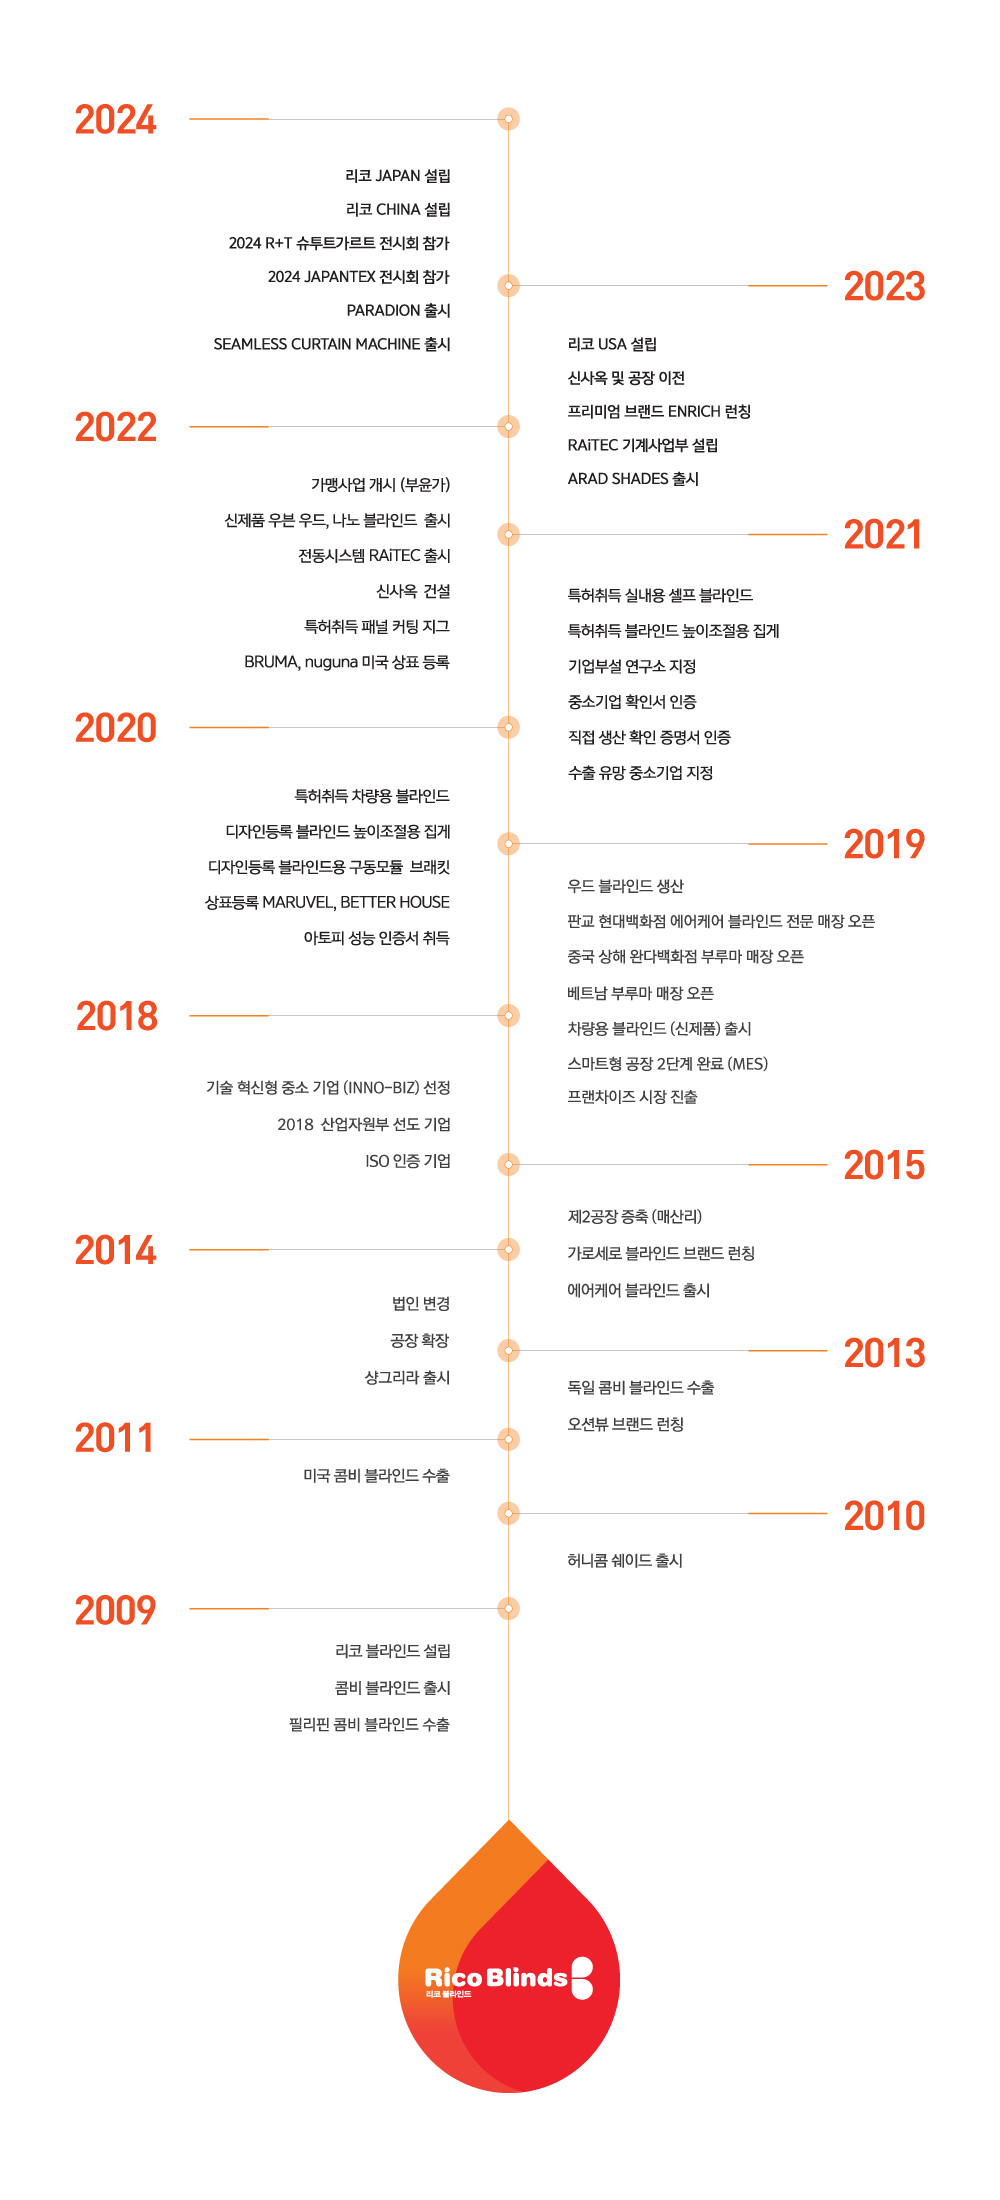 2024
리코 JAPAN 설립
리코 CHINA 설립
2024 R+T 슈투트가르트 전시회 참가
2024 JAPANTEX 전시회 참가
PARADION 출시
SEAMLESS CURTAIN MACHINE 출시
2023
리코 USA 설립
신사옥 및 공장 이전
프리미엄 브랜드 ENRICH 런칭
RAiTEC 기계사업부 설립
ARAD SHADES 출시
2022
가맹사업 개시 (부윤가)
신제품 우븐 우드, 나노 블라인드 출시
전동시스템 RAiTEC 출시
신사옥 건설
특허취득 패널 커팅 지그
BRUMA, nuguna 미국 상표 등록
2021
특허취득 실내용 셀프 블라인드
특허취득 블라인드 높이조절용 집게
기업부설 연구소 지정
중소기업 확인서 인증
직접 생산 확인 증명서 인증
수출 유망 중소기업 지정
2020
특허취득 차량용 블라인드
디자인등록 블라인드 높이조절용 집게
디자인등록 블라인드용 구동모듈 브래킷
상표등록 MARUVEL, BETTER HOUSE
아토피 성능 인증서 취득
2019
우드 블라인드 생산
판교 현대백화점 에어케어 블라인드 전문 매장 오픈
중국 상해 완다백화점 부루마 매장 오픈
베트남 부루마 매장 오픈
차량용 블라인드 (신제품) 출시
스마트형 공장 2단계 완료 (MES)
프랜차이즈 시장 진출
2018
기술 혁신형 중소 기업 (INNO-BIZ) 선정
2018 산업자원부 선도 기업
ISO 인증 기업
2015
제2공장 증축 (매산리)
가로세로 블라인드 브랜드 런칭
에어케어 블라인드 출시
2014
법인 변경
공장 확장
샹그리라 출시
2013
독일 콤비 블라인드 수출
오션뷰 브랜드 런칭
2011
미국 콤비 블라인드 수출
2010
허니콤 쉐이드 출시
2009
리코 블라인드 설립
콤비 블라인드 출시
필리핀 콤비 블라인드 수출
Rico Blinds
리코 블라인드